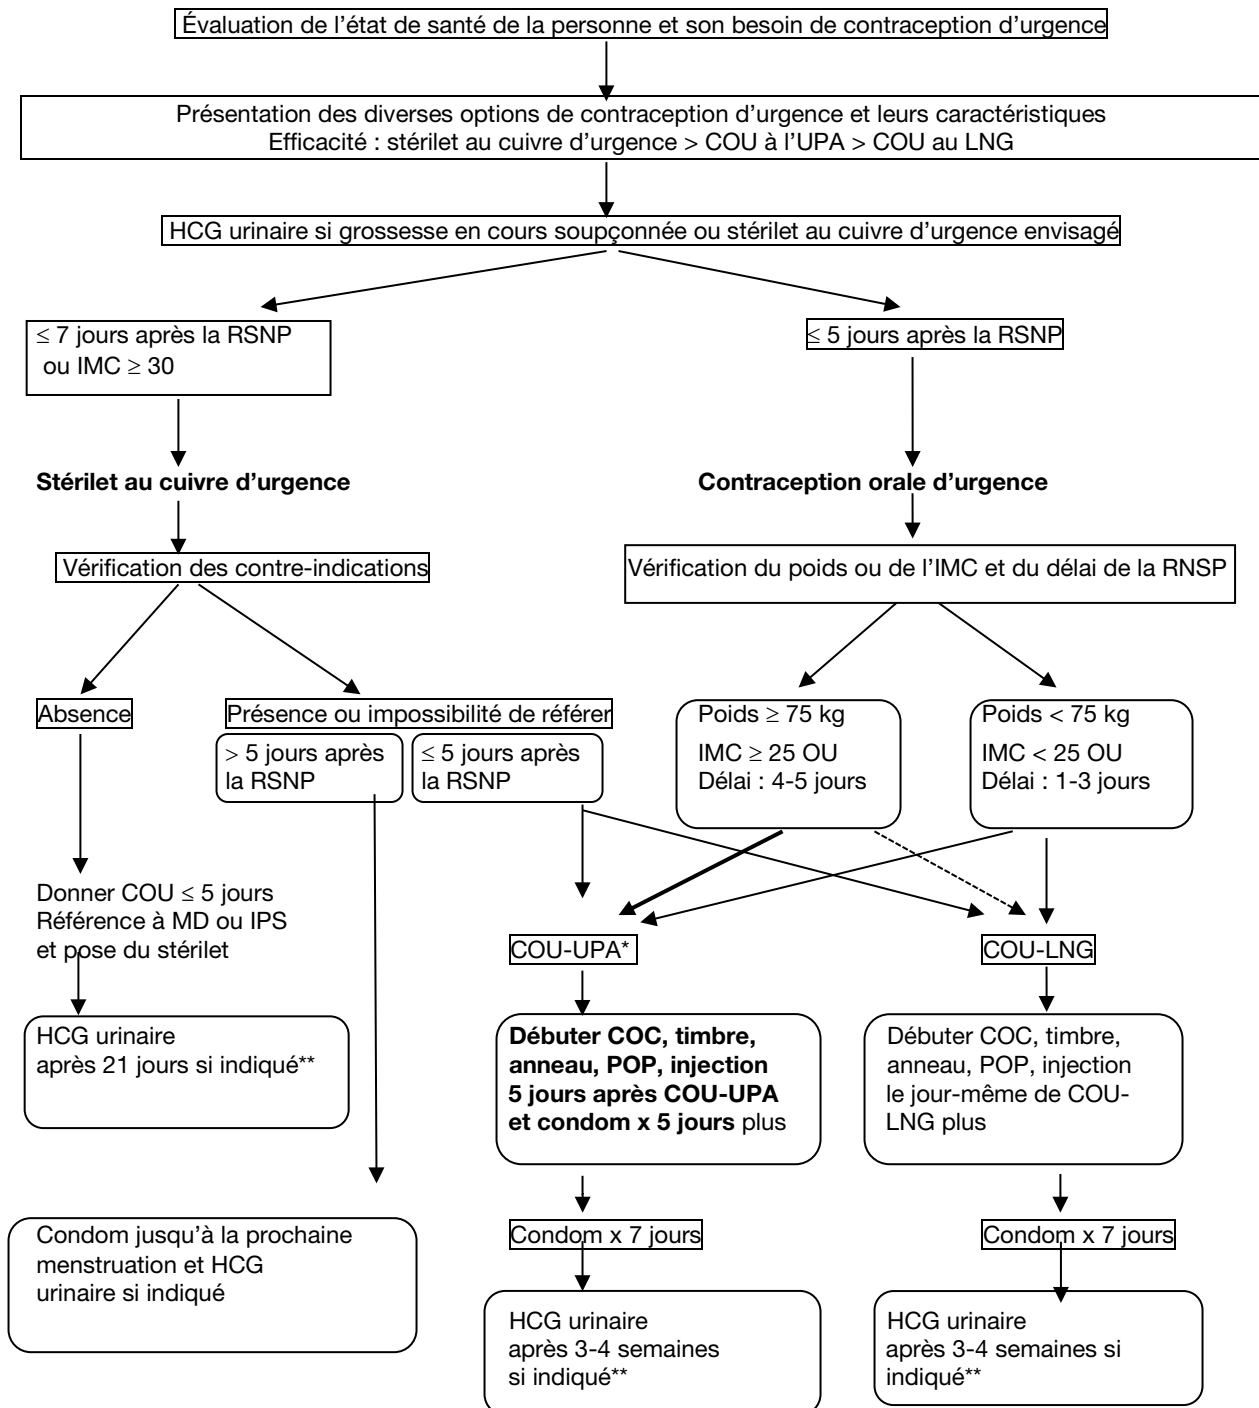 Évaluation de l'état de santé de la personne et son besoin de contraception d'urgence
Présentation des diverses options de contraception d'urgence et leurs caractéristiques
Efficacité : stérilet au cuivre d'urgence > COU à l'UPA > COU au LNG
HCG urinaire si grossesse en cours soupçonnée ou stérilet au cuivre d'urgence envisagé
≤ 7 jours après la RSNP
ou IMC ≥ 30
≤ 5 jours après la RSNP
Stérilet au cuivre d'urgence
Contraception orale d'urgence
Vérification des contre-indications
Vérification du poids ou de l'IMC et du délai de la RNSP
Absence
Présence ou impossibilité de référer
> 5 jours après
la RSNP
≤ 5 jours après
la RSNP
Poids ≥ 75 kg
IMC ≥ 25 OU
Délai : 4-5 jours
Poids < 75 kg
IMC < 25 OU
Délai : 1-3 jours
Donner COU ≤ 5 jours
Référence à MD ou IPS
et pose du stérilet
COU-UPA*
COU-LNG
HCG urinaire
après 21 jours si indiqué**
Débuter COC, timbre,
anneau, POP, injection
5 jours après COU-UPA
et condom x 5 jours plus
Débuter COC, timbre,
anneau, POP, injection
le jour-même de COU-
LNG plus
Condom jusqu'à la prochaine
menstruation et HCG
urinaire si indiqué
Condom x 7 jours
Condom x 7 jours
HCG urinaire
après 3-4 semaines
si indiqué**
HCG urinaire
après 3-4 semaines si
indiqué**